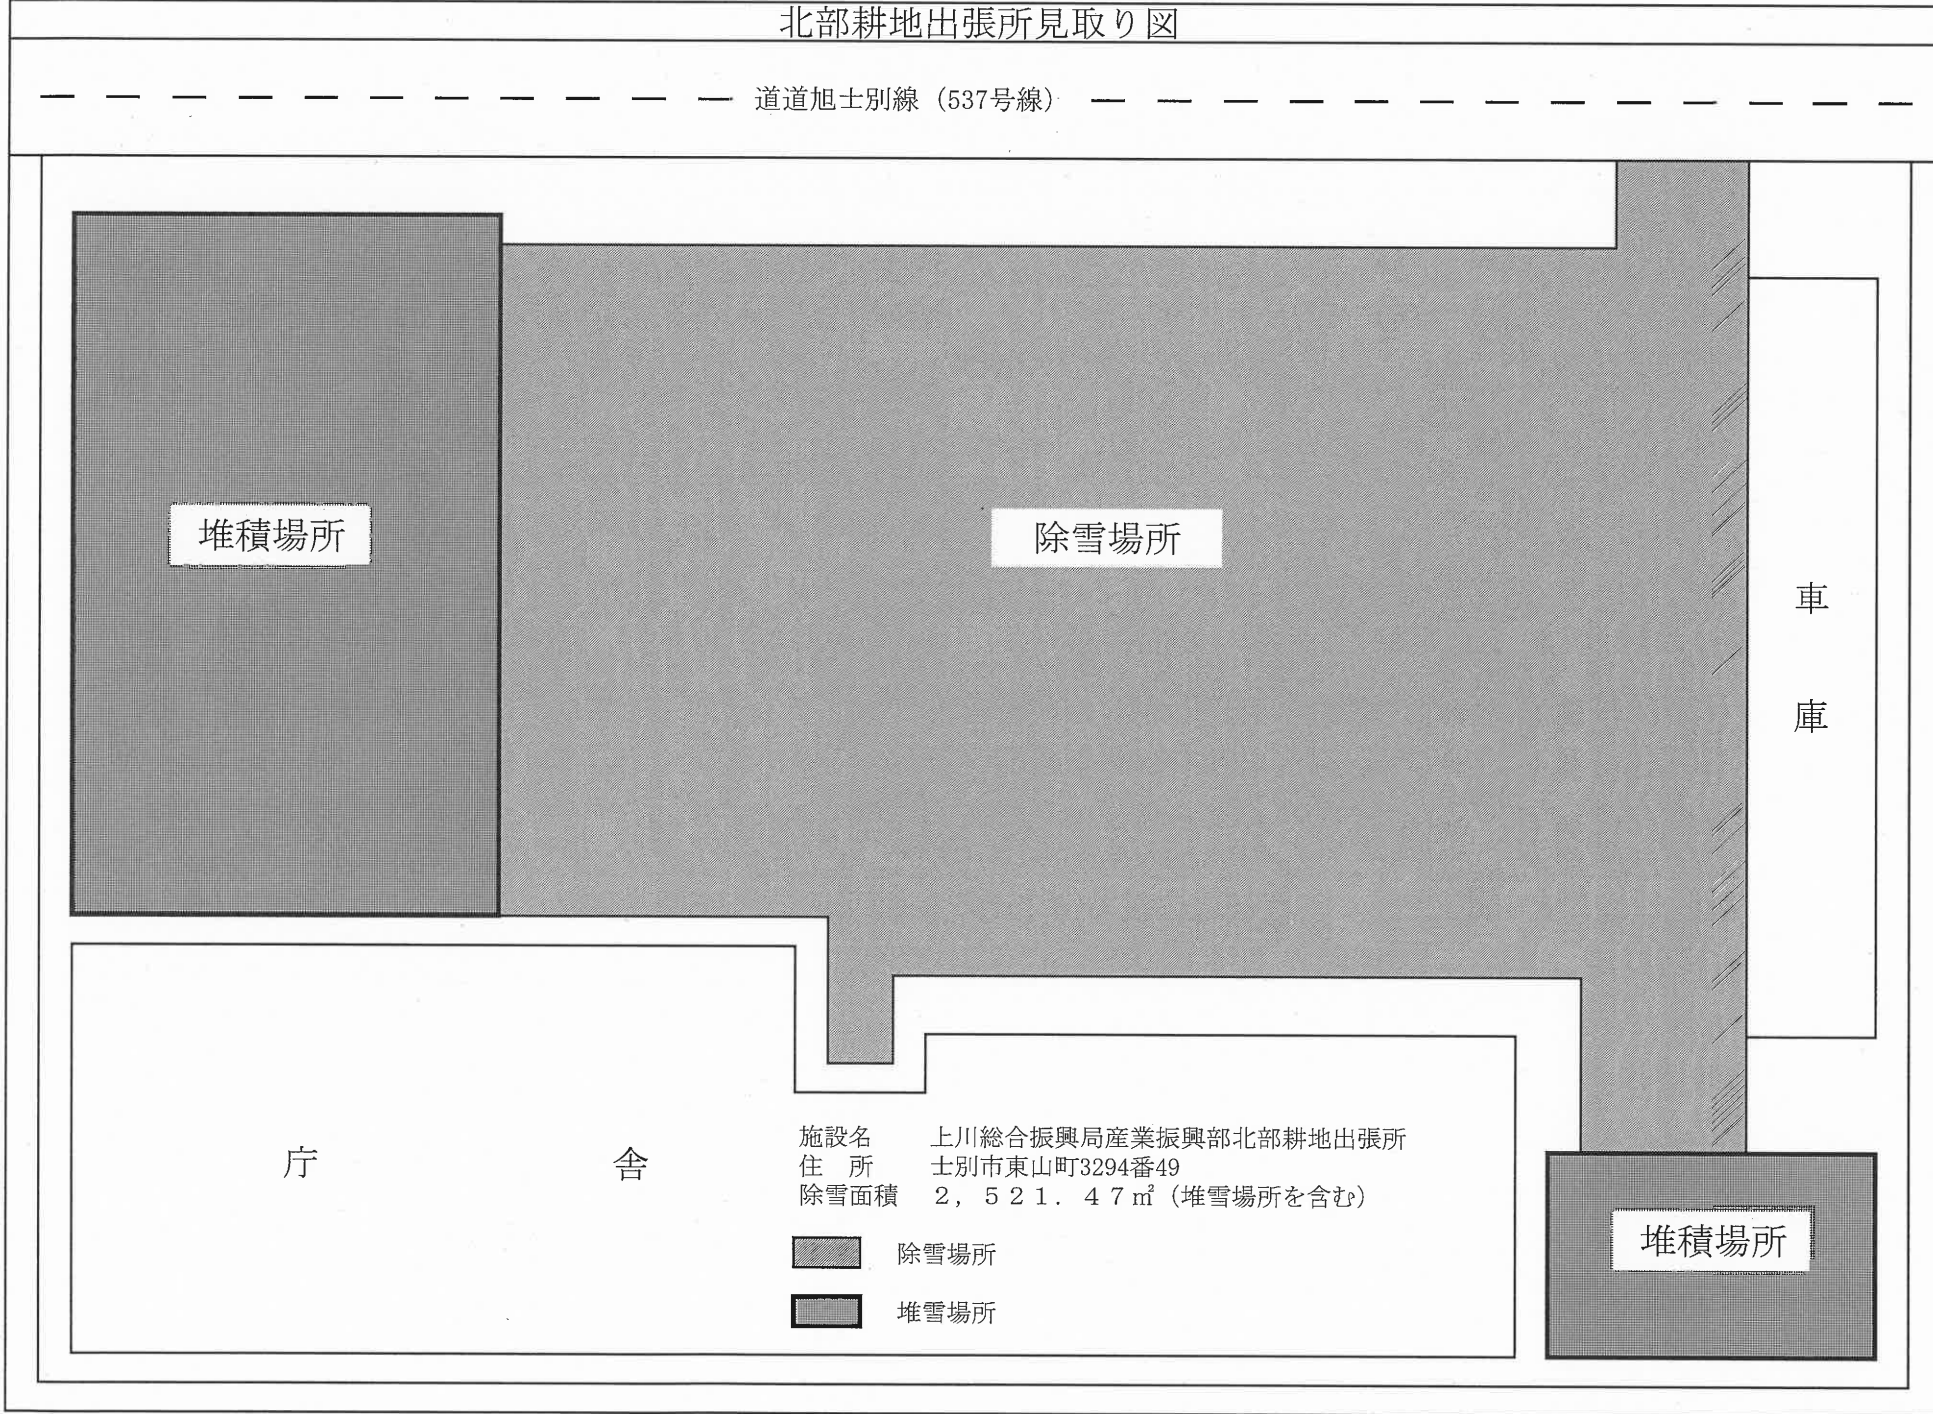 北部耕地出張所見取り図
道道旭士別線（537号線）
堆積場所
除雪場所
車
庫
庁　舎
施設名　上川総合振興局産業振興部北部耕地出張所
住　所　士別市東山町3294番49
除雪面積　２，５２１．４７㎡（堆雪場所を含む）
除雪場所
堆雪場所
堆積場所